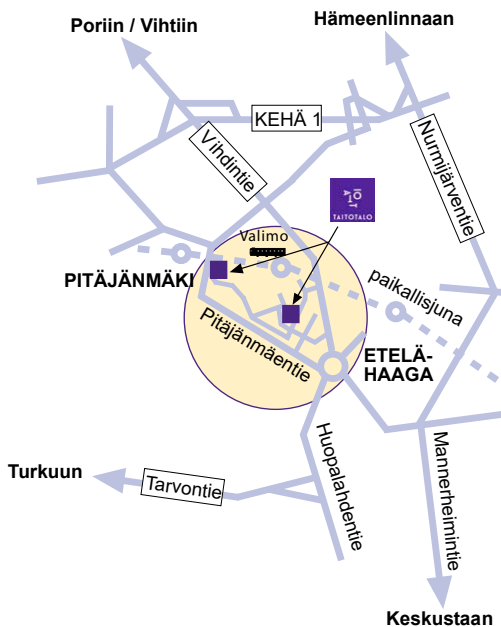 Hämeenlinnaan
Poriin / Vihtiin
KEHÄ 1
Vihdintie
Nurmijärventie
TAITOTALO
Valimo
PITÄJÄNMÄKI
paikallisjuna
Pitäjänmäentie
ETELÄ-
HAAGA
Huopalahdentie
Mannerheimintie
Turkuun
Tarvontie
Keskustaan